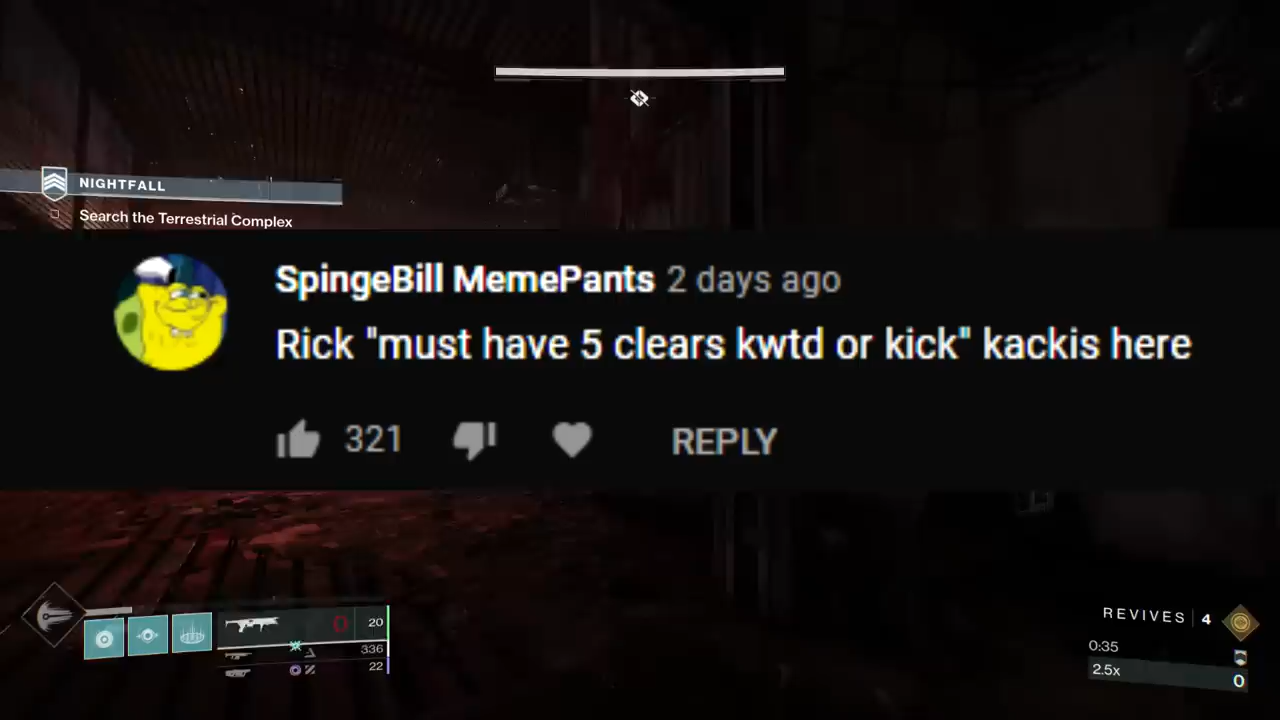 NIGHTFALL
Search the Terrestrial Complex
SpingeBill MemePants 2 days ago
Rick "must have 5 clears kwtd or kick" kackis here
321
REPLY
20
336
22
REVIVES 4
0:35
2.5x
0